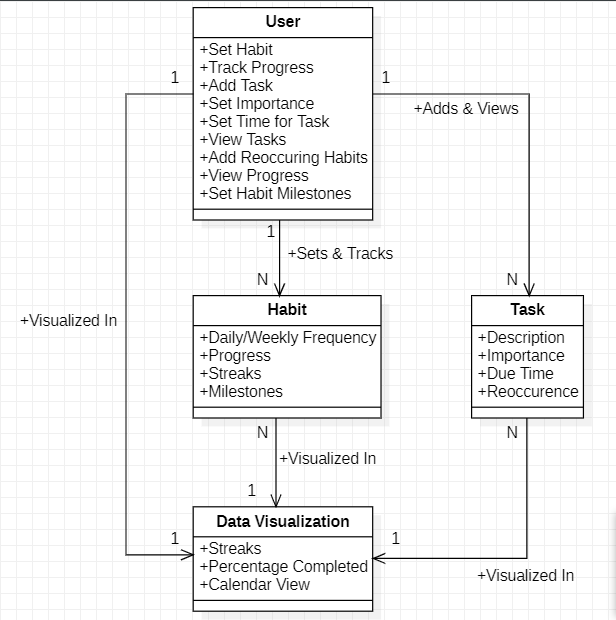 User
+Set Habit
+Track Progress
+Add Task
+Set Importance
+Set Time for Task
+View Tasks
+Add Reoccuring Habits
+View Progress
+Set Habit Milestones
1
1
+Adds & Views
1
+Sets & Tracks
N
N
+Visualized In
Habit
+Daily/Weekly Frequency
+Progress
+Streaks
+Milestones
Task
+Description
+Importance
+Due Time
+Reoccurence
N
N
+Visualized In
1
Data Visualization
+Streaks
+Percentage Completed
+Calendar View
1
1
+Visualized In